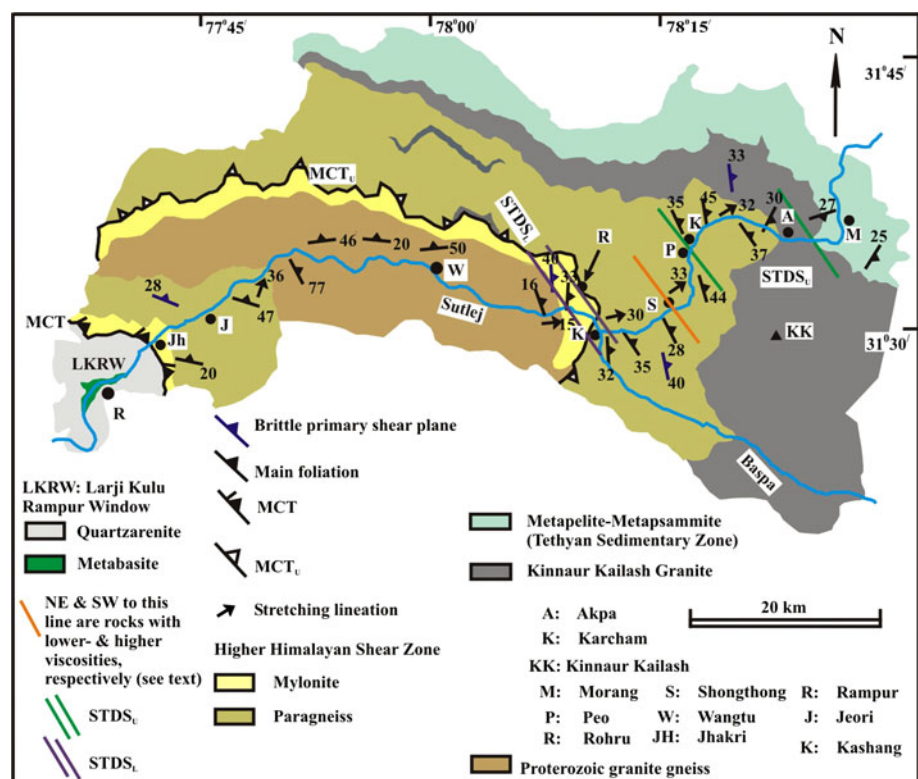 77°45' 78°00' 78°15'
N
31°45'
33
MCTU
STDSL
35 K 45 32 30 A 27
R
46 20 50
P
M
40 33
37
25
W
STDSU
28
36
77
16
S 33
44
MCT
47
J
Sutlej
15 30
KK
31°30'
Jh
K
28
LKRW
20
32 35
40
R
Baspa
Brittle primary shear plane
Main foliation
MCT
MCTU
Stretching lineation
LKRW: Larji Kulu
Rampur Window
Quartzarenite
Metabasite
NE & SW to this
line are rocks with
lower- & higher
viscosities,
respectively (see text)
STDSU
STDSL
Higher Himalayan Shear Zone
Mylonite
Paragneiss
Metapelite-Metapsammite
(Tethyan Sedimentary Zone)
Kinnaur Kailash Granite
20 km
A: Akpa
K: Karcham
KK: Kinnaur Kailash
M: Morang S: Shongthong R: Rampur
P: Peo W: Wangtu J: Jeori
R: Rohru JH: Jhakri K: Kashang
Proterozoic granite gneiss